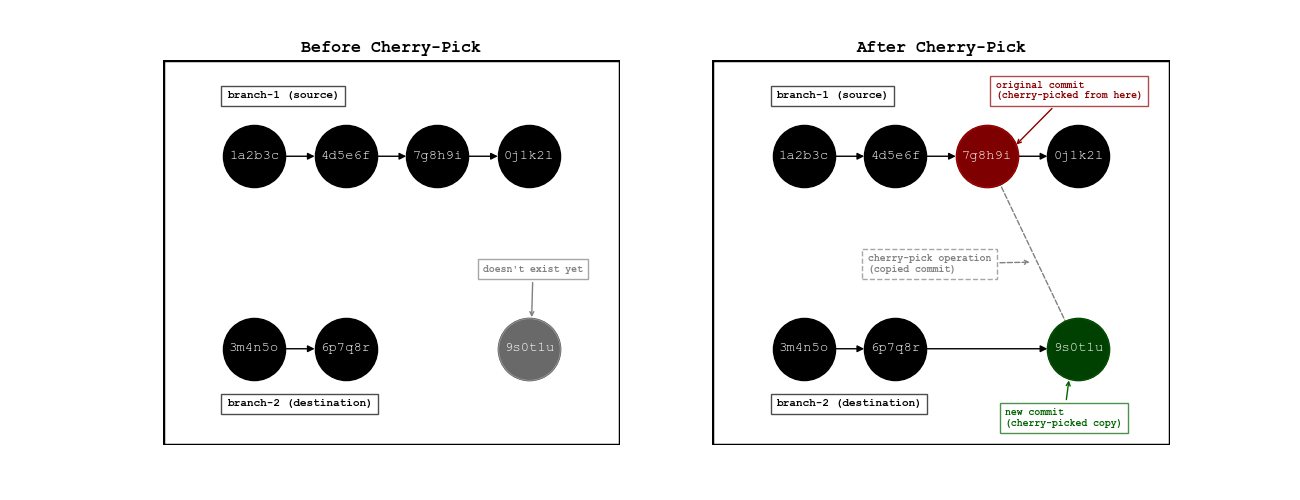 Before Cherry-Pick
branch-1 (source)
1a2b3c
4d5e6f
7g8h9i
0j1k2l
doesn't exist yet
3m4n5o
6p7q8r
9s0t1u
branch-2 (destination)
After Cherry-Pick
branch-1 (source)
original commit
(cherry-picked from here)
1a2b3c
4d5e6f
7g8h9i
0j1k2l
cherry-pick operation
(copied commit)
3m4n5o
6p7q8r
9s0t1u
branch-2 (destination)
new commit
(cherry-picked copy)